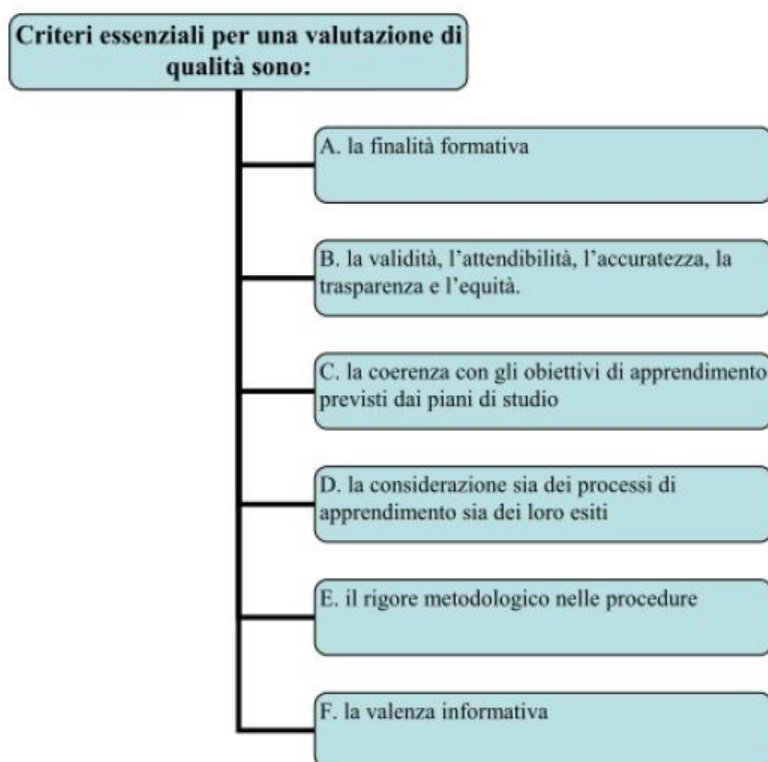 Criteri essenziali per una valutazione di
qualità sono:
A. la finalità formativa
B. la validità, l’attendibilità, l’accuratezza, la
trasparenza e l’equità.
C. la coerenza con gli obiettivi di apprendimento
previsti dai piani di studio
D. la considerazione sia dei processi di
apprendimento sia dei loro esiti
E. il rigore metodologico nelle procedure
F. la valenza informativa